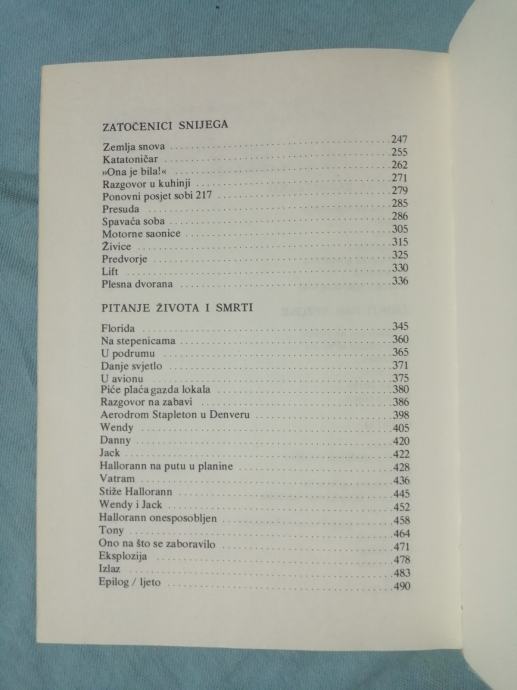 ZATOČENICI SNIJEGA
Zemlja snova 247
Katatoničar 255
»Ona je bila!« 262
Razgovor u kuhinji 271
Ponovni posjet sobi 217 279
Presuda 285
Spavaća soba 286
Motorne saonice 305
Živice 315
Predvorje 325
Lift 330
Plesna dvorana 336
PITANJE ŽIVOTA I SMRTI
Florida 345
Na stepenicama 360
U podrumu 365
Danje svjetlo 371
U avionu 375
Piće plaća gazda lokala 380
Razgovor na zabavi 386
Aerodrom Stapleton u Denveru 398
Wendy 405
Danny 420
Jack 422
Hallorann na putu u planine 428
Vatram 436
Stiže Hallorann 445
Wendy i Jack 452
Hallorann onesposobljen 458
Tony 464
Ono na što se zaboravilo 471
Eksplozija 478
Izlaz 483
Epilog / ljeto 490